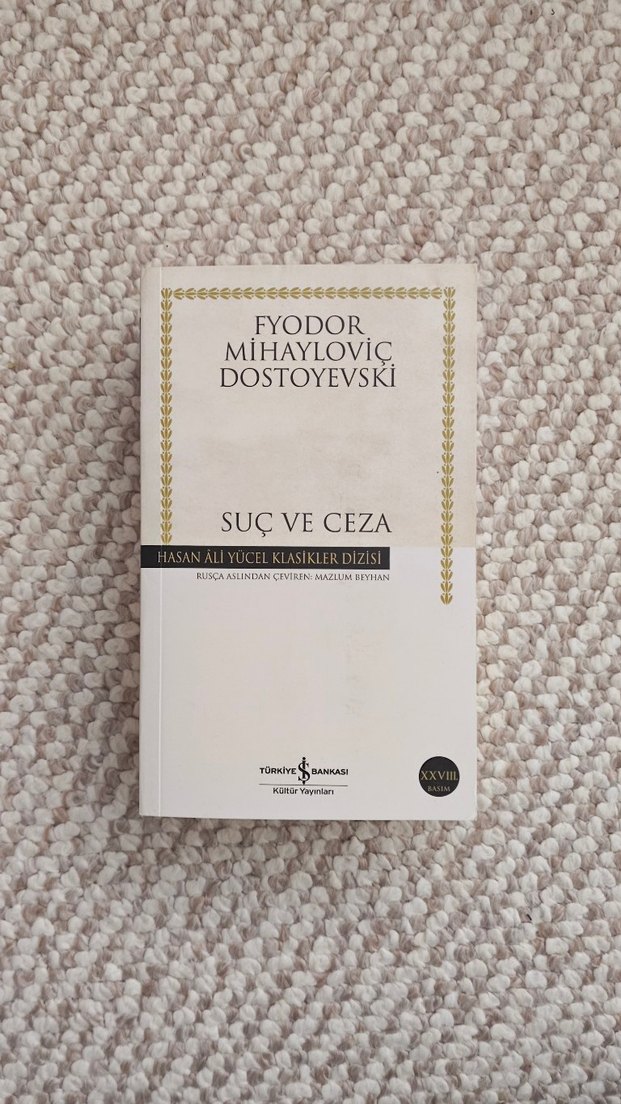 FYODOR
MİHAYLOVİÇ
DOSTOYEVSKİ
SUÇ VE CEZA
HASAN ÂLİ YÜCEL KLASİKLER DİZİSİ
RUSÇA ASLINDAN ÇEVİREN: MAZLUM BEYHAN
TÜRKİYE İŞ BANKASI
Kültür Yayınları
XXVIII.
BASIM